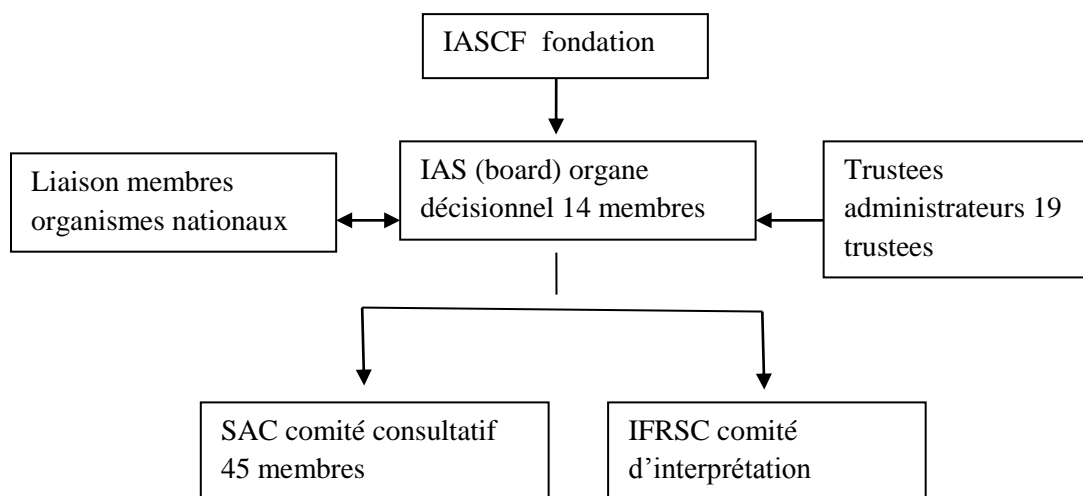 IASCF fondation
Liaison membres
organismes nationaux
IAS (board) organe
décisionnel 14 membres
Trustees
administrateurs 19
trustees
SAC comité consultatif
45 membres
IFRSC comité
d’interprétation